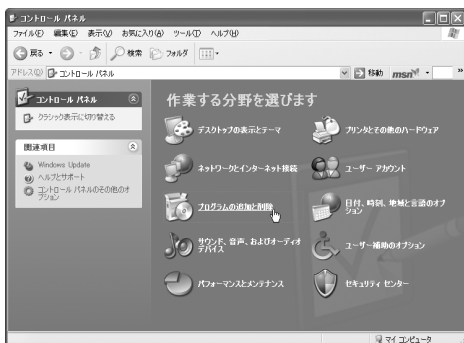 コントロール パネル
ファイル(F) 編集(E) 表示(V) お気に入り(A) ツール(T) ヘルプ(H)
戻る 検索 フォルダ
アドレス(D) コントロール パネル 移動 msn
コントロール パネル
クラシック表示に切り替える
関連項目
Windows Update
ヘルプとサポート
コントロール パネルのその他のオプション
作業する分野を選びます
デスクトップの表示とテーマ
プリンタとその他のハードウェア
ネットワークとインターネット接続
ユーザー アカウント
プログラムの追加と削除
日付、時刻、地域と言語のオプション
サウンド、音声、およびオーディオ デバイス
ユーザー補助のオプション
パフォーマンスとメンテナンス
セキュリティ センター
マイ コンピュータ